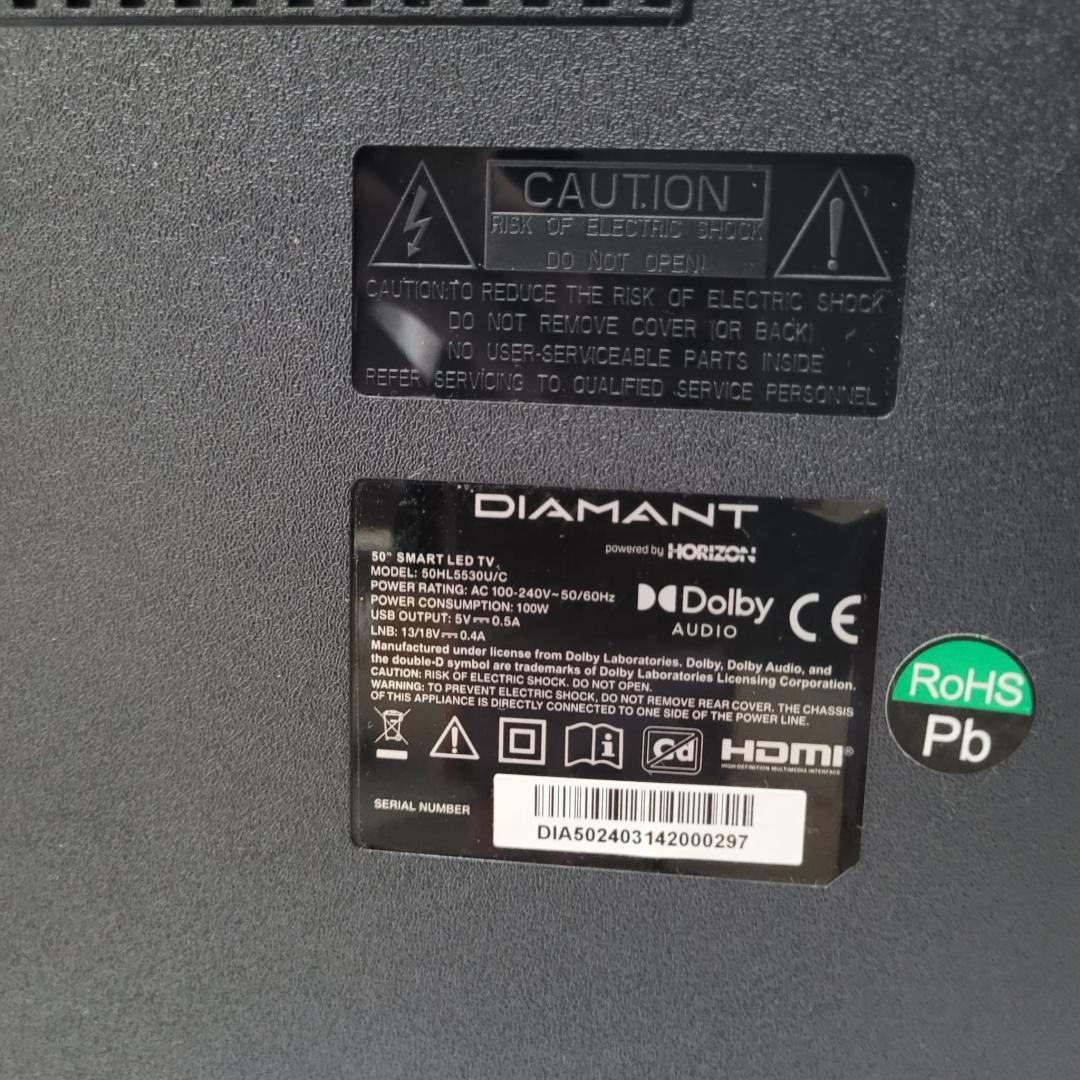 CAUTION
RISK OF ELECTRIC SHOCK
DO NOT OPEN!
CAUTION:TO REDUCE THE RISK OF ELECTRIC SHOCK
DO NOT REMOVE COVER (OR BACK)
NO USER-SERVICEABLE PARTS INSIDE
REFER SERVICING TO QUALIFIED SERVICE PERSONNEL
DIAMANT
powered by HORIZON
50" SMART LED TV
MODEL: 50HL5530U/C
POWER RATING: AC 100-240V~50/60Hz
POWER CONSUMPTION: 100W
USB OUTPUT: 5V⎓0.5A
LNB: 13/18V⎓0.4A
Dolby
AUDIO
CE
Manufactured under license from Dolby Laboratories. Dolby, Dolby Audio, and
the double-D symbol are trademarks of Dolby Laboratories Licensing Corporation.
CAUTION: RISK OF ELECTRIC SHOCK. DO NOT OPEN.
WARNING: TO PREVENT ELECTRIC SHOCK, DO NOT REMOVE REAR COVER. THE CHASSIS
OF THIS APPLIANCE IS DIRECTLY CONNECTED TO ONE SIDE OF THE POWER LINE.
Cd
HDMI®
HIGH-DEFINITION MULTIMEDIA INTERFACE
SERIAL NUMBER
DIA502403142000297
RoHS
Pb